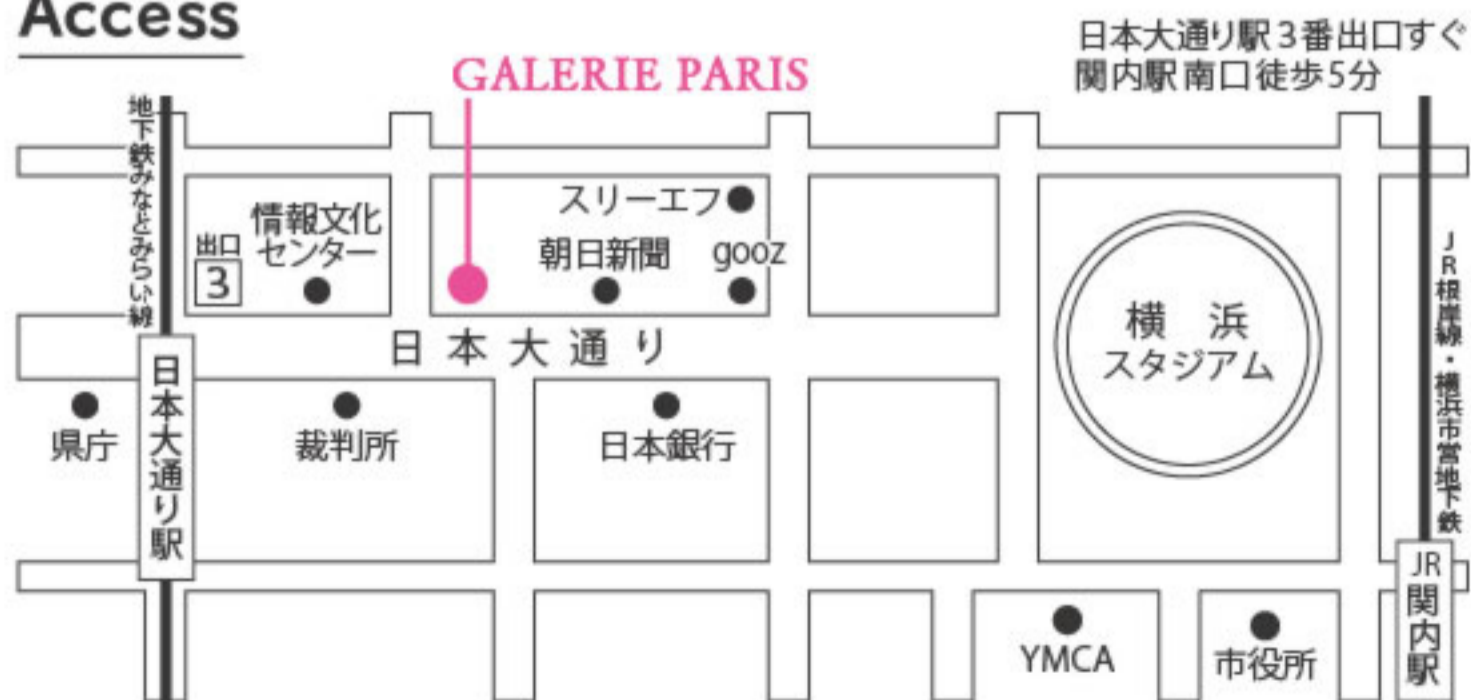 Access
日本大通り駅3番出口すぐ
関内駅南口徒歩5分
GALERIE PARIS
地下鉄みなとみらい線
スリーエフ
情報文化
センター
出口
3
朝日新聞
gooz
日本大通り
横 浜
スタジアム
JR根岸線・横浜市営地下鉄
県庁
日本大通り駅
裁判所
日本銀行
YMCA
市役所
JR
関内駅